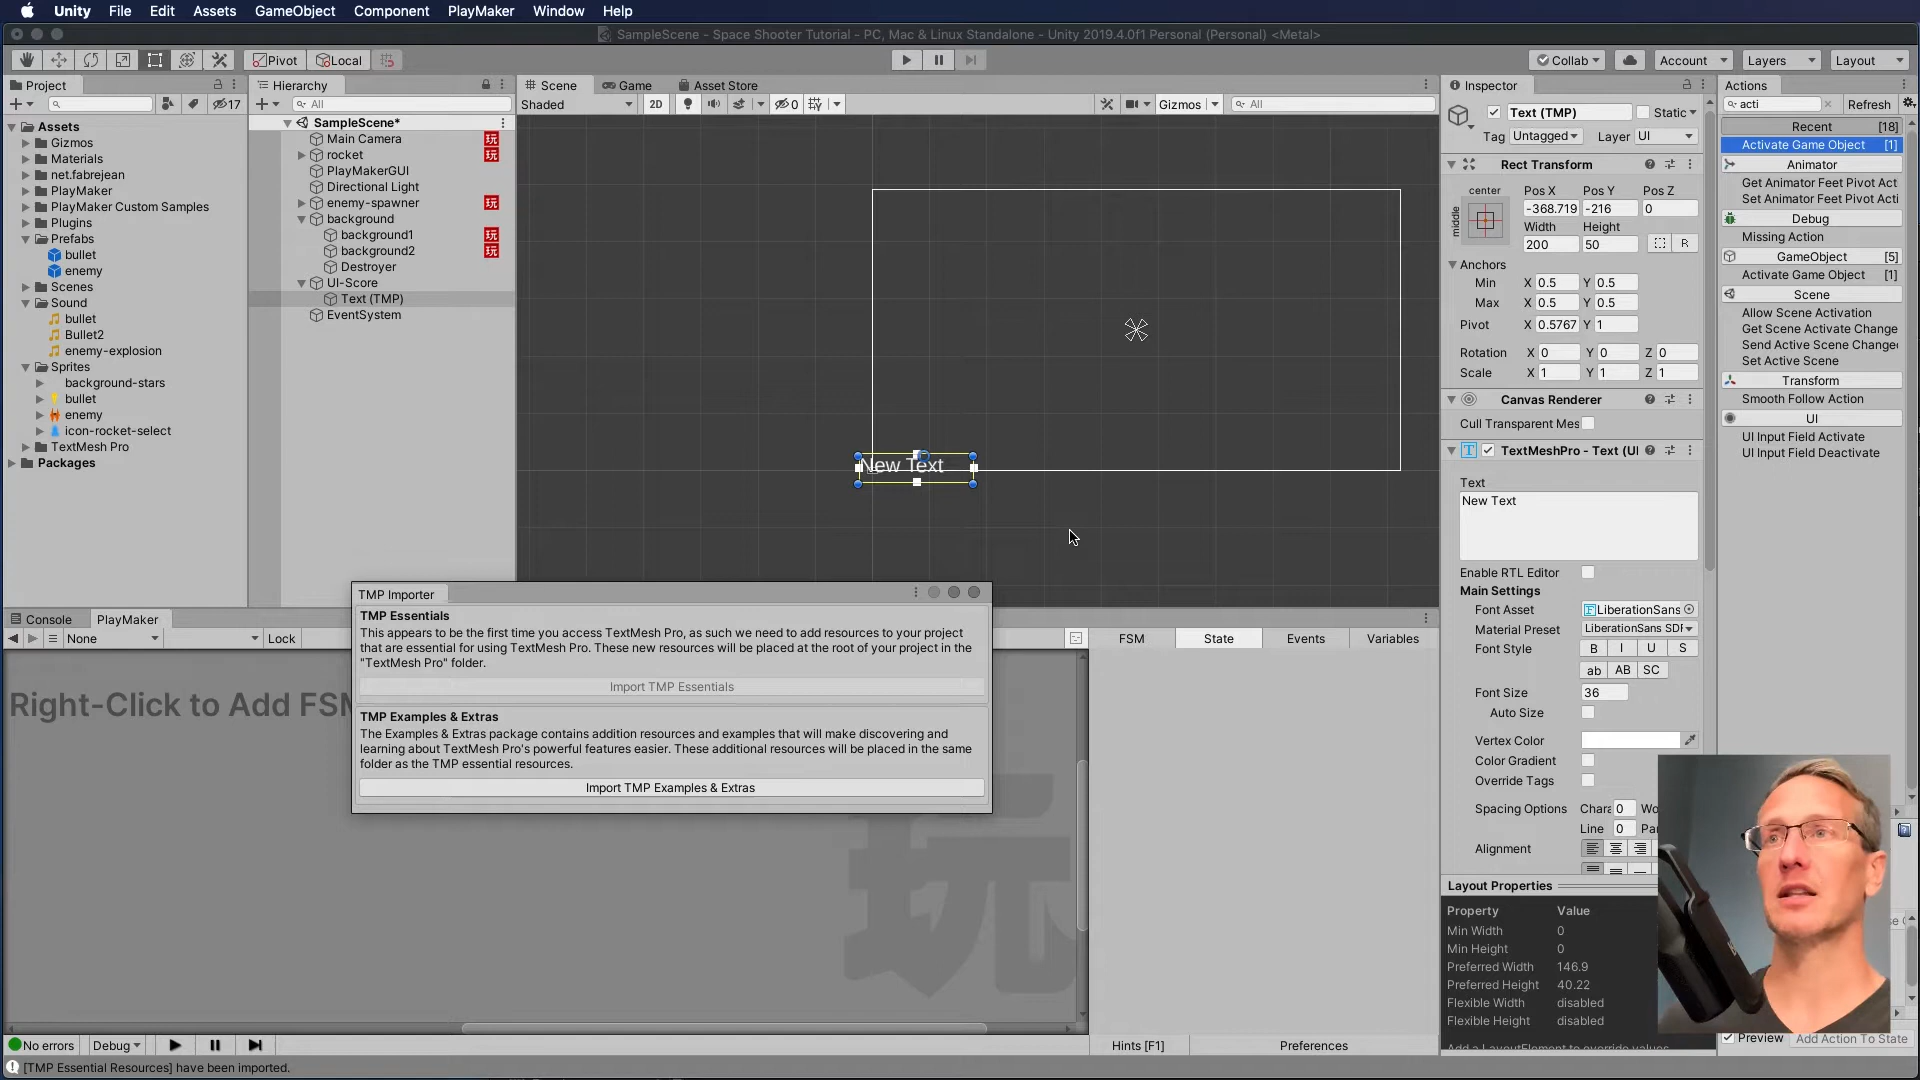 Unity File Edit Assets GameObject Component PlayMaker Window Help
SampleScene - Space Shooter Tutorial - PC, Mac & Linux Standalone - Unity 2019.4.0f1 Personal (Personal) <Metal>
Pivot Local
Collab Account Layers Layout
Project
17
Assets
Gizmos
Materials
net.fabrejean
PlayMaker
PlayMaker Custom Samples
Plugins
Prefabs
bullet
enemy
Scenes
Sound
bullet
Bullet2
enemy-explosion
Sprites
background-stars
bullet
enemy
icon-rocket-select
TextMesh Pro
Packages
Hierarchy
All
SampleScene*
Main Camera 玩
rocket 玩
PlayMakerGUI
Directional Light
enemy-spawner 玩
background
background1 玩
background2 玩
Destroyer
UI-Score
Text (TMP)
EventSystem
Scene Game Asset Store
Shaded 2D 0 Gizmos All
New Text
Inspector
Text (TMP) Static
Tag Untagged Layer UI
Rect Transform
center Pos X Pos Y Pos Z
middle -368.719 -216 0
Width Height
200 50 R
Anchors
Min X 0.5 Y 0.5
Max X 0.5 Y 0.5
Pivot X 0.5767 Y 1
Rotation X 0 Y 0 Z 0
Scale X 1 Y 1 Z 1
Canvas Renderer
Cull Transparent Mes
TextMeshPro - Text (UI
Text
New Text
Enable RTL Editor
Main Settings
Font Asset LiberationSans
Material Preset LiberationSans SDF
Font Style B I U S
ab AB SC
Font Size 36
Auto Size
Vertex Color
Color Gradient
Override Tags
Spacing Options Chara 0 Wo
Line 0 Par
Alignment
Layout Properties
Property Value
Min Width 0
Min Height 0
Preferred Width 146.9
Preferred Height 40.22
Flexible Width disabled
Flexible Height disabled
Add a LayoutElement to override values
Actions
acti Refresh
Recent [18]
Activate Game Object [1]
Animator
Get Animator Feet Pivot Act
Set Animator Feet Pivot Acti
Debug
Missing Action
GameObject [5]
Activate Game Object [1]
Scene
Allow Scene Activation
Get Scene Activate Change
Send Active Scene Change
Set Active Scene
Transform
Smooth Follow Action
UI
UI Input Field Activate
UI Input Field Deactivate
Preview Add Action To State
Console PlayMaker
None Lock
FSM State Events Variables
Right-Click to Add FSM
玩
TMP Importer
TMP Essentials
This appears to be the first time you access TextMesh Pro, as such we need to add resources to your project
that are essential for using TextMesh Pro. These new resources will be placed at the root of your project in the
"TextMesh Pro" folder.
Import TMP Essentials
TMP Examples & Extras
The Examples & Extras package contains addition resources and examples that will make discovering and
learning about TextMesh Pro's powerful features easier. These additional resources will be placed in the same
folder as the TMP essential resources.
Import TMP Examples & Extras
No errors Debug
Hints [F1] Preferences
[TMP Essential Resources] have been imported.